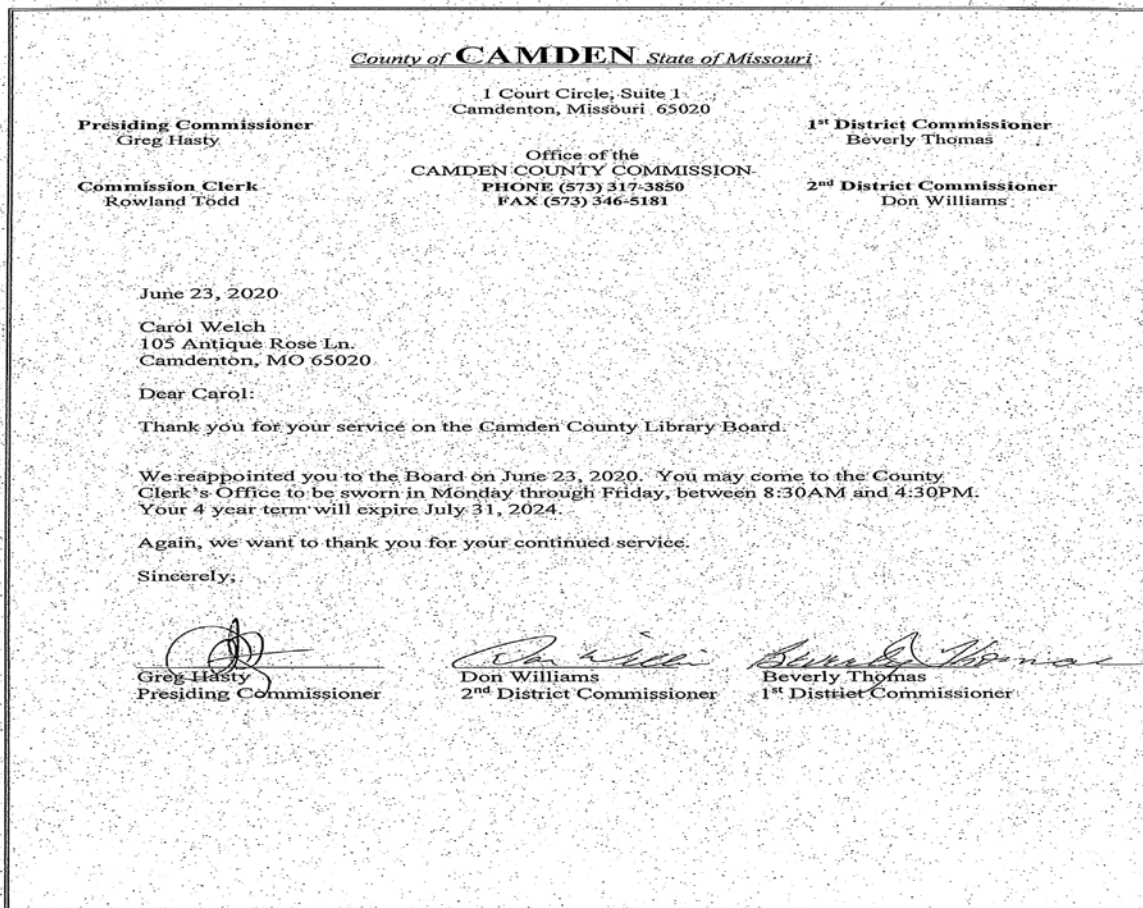 County of CAMDEN State of Missouri
1 Court Circle, Suite 1
Camdenton, Missouri 65020
Presiding Commissioner
Greg Hasty
1st District Commissioner
Beverly Thomas
Office of the
CAMDEN COUNTY COMMISSION
PHONE (573) 317-3850
FAX (573) 346-5181
Commission Clerk
Rowland Todd
2nd District Commissioner
Don Williams
June 23, 2020
Carol Welch
105 Antique Rose Ln.
Camdenton, MO 65020
Dear Carol:
Thank you for your service on the Camden County Library Board.
We reappointed you to the Board on June 23, 2020. You may come to the County
Clerk's Office to be sworn in Monday through Friday, between 8:30AM and 4:30PM.
Your 4 year term will expire July 31, 2024.
Again, we want to thank you for your continued service.
Sincerely,
Don Willi Beverly Thomas
Greg Hasty Don Williams Beverly Thomas
Presiding Commissioner 2nd District Commissioner 1st District Commissioner